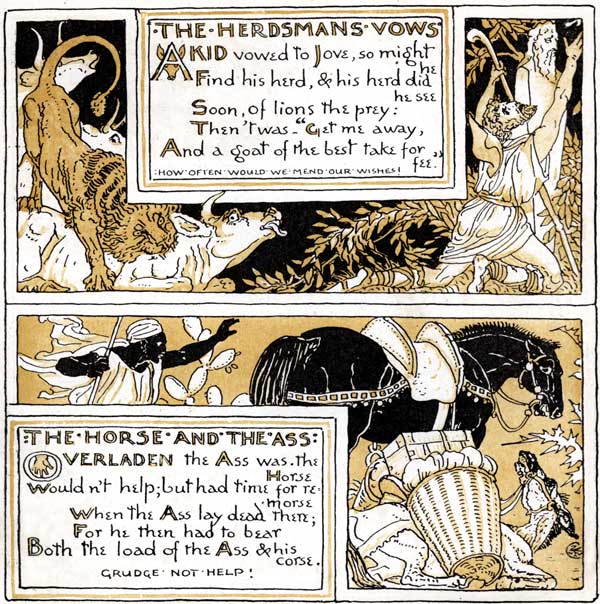 ·THE·HERDSMANS·VOWS·
A KID vowed to Jove, so might he
Find his herd, & his herd did he see
Soon, of lions the prey:
Then 'twas—"Get me away,
And a goat of the best take for fee."
:HOW·OFTEN·WOULD·WE·MEND·OUR·WISHES!
:THE·HORSE·AND·THE·ASS:
OVERLADEN the Ass was. the Horse
Would n't help; but had time for re-morse
When the Ass lay dead there;
For he then had to bear
Both the load of the Ass & his corse.
GRUDGE·NOT·HELP!